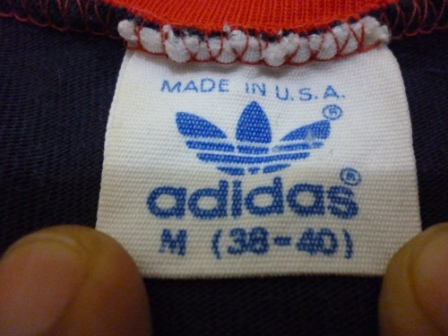 MADE IN U.S.A.
®
adidas®
M (38-40)